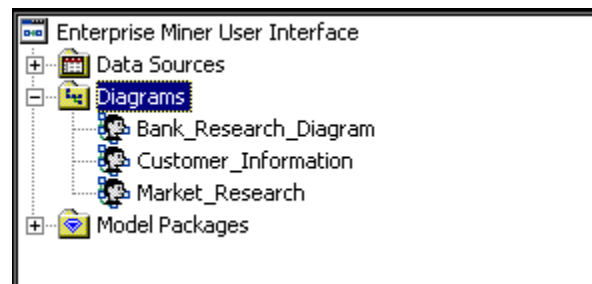 Enterprise Miner User Interface
Data Sources
Diagrams
Bank_Research_Diagram
Customer_Information
Market_Research
Model Packages